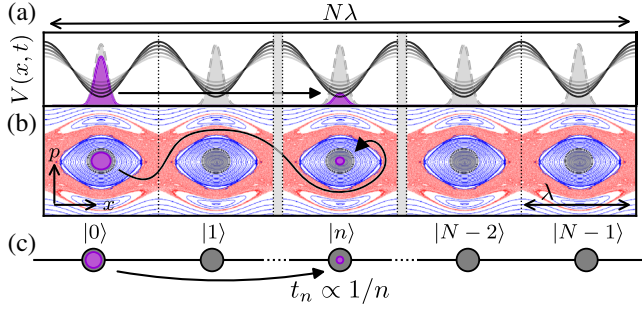 (a)
Nλ
V(x, t)
(b)
p
x
λ
|0⟩ |1⟩ |n⟩ |N − 2⟩ |N − 1⟩
(c)
t_n ∝ 1/n